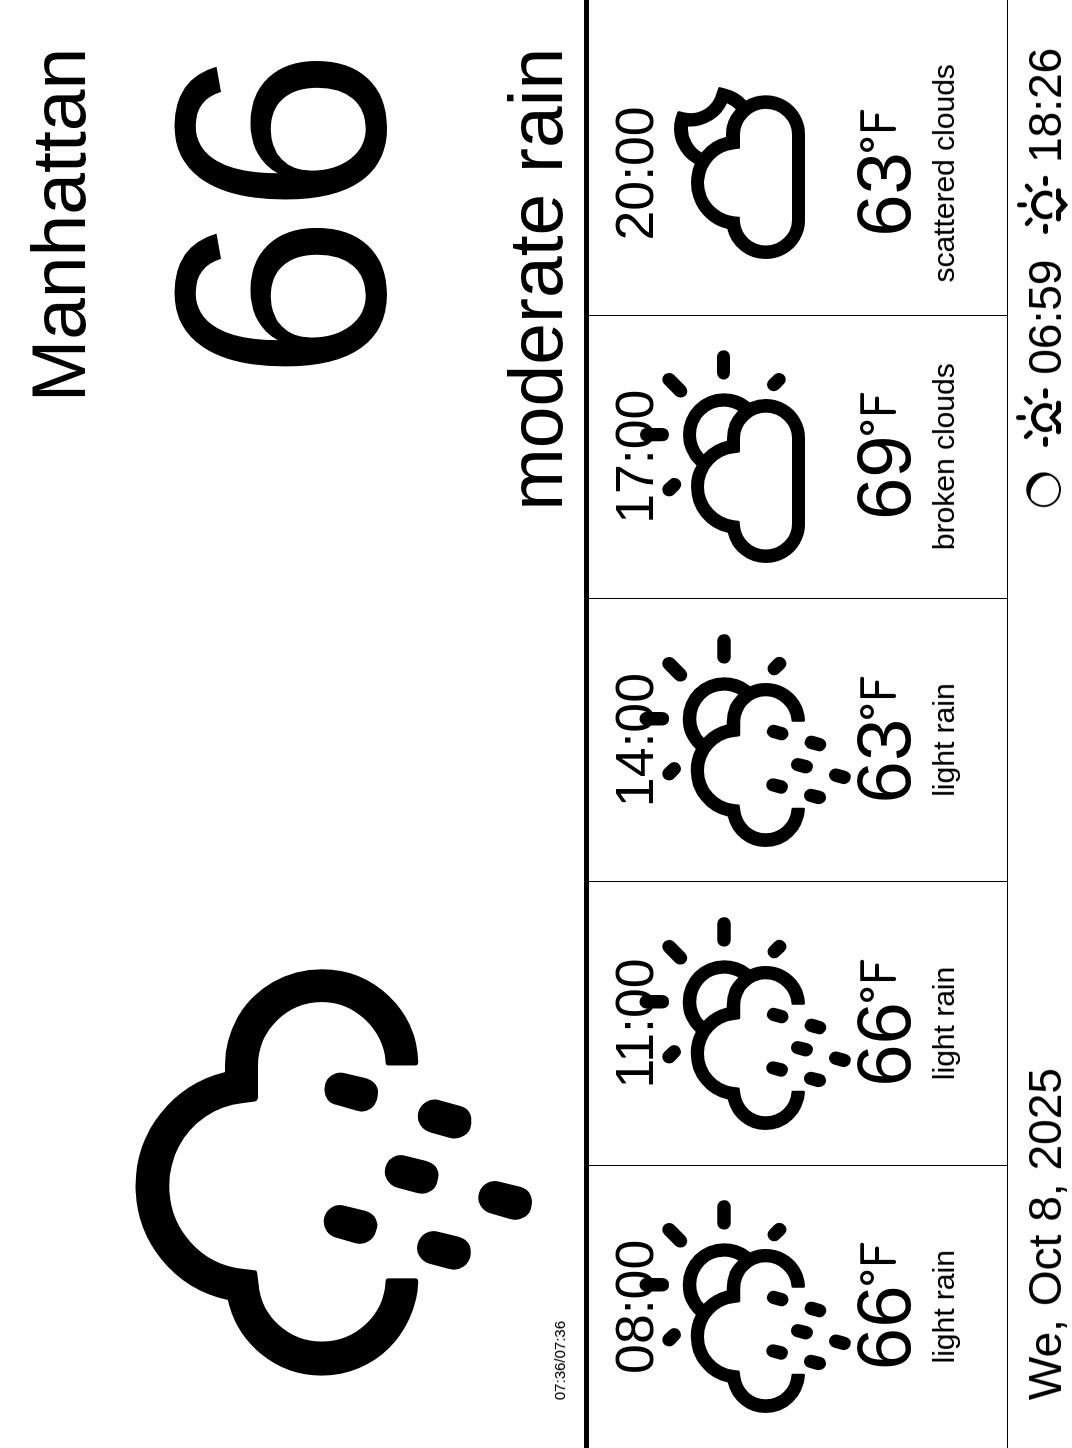 Manhattan
66
moderate rain
07:36/07:36
08:00
66°F
light rain
11:00
66°F
light rain
14:00
63°F
light rain
17:00
69°F
broken clouds
20:00
63°F
scattered clouds
We, Oct 8, 2025
06:59 18:26